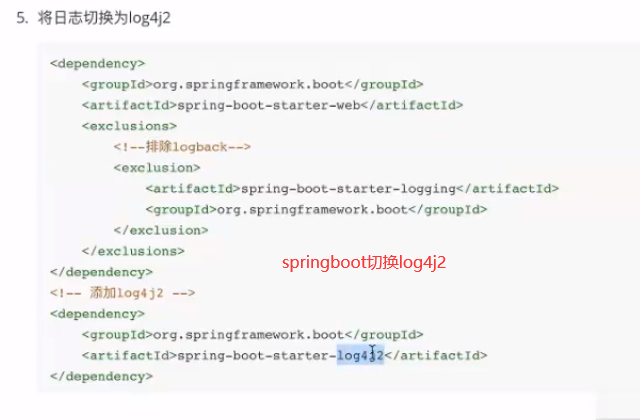 5. 将日志切换为log4j2
<dependency>
<groupId>org.springframework.boot</groupId>
<artifactId>spring-boot-starter-web</artifactId>
<exclusions>
<!--排除logback-->
<exclusion>
<artifactId>spring-boot-starter-logging</artifactId>
<groupId>org.springframework.boot</groupId>
</exclusion>
</exclusions>
springboot切换log4j2
</dependency>
<!-- 添加log4j2 -->
<dependency>
<groupId>org.springframework.boot</groupId>
<artifactId>spring-boot-starter-log4j2</artifactId>
</dependency>